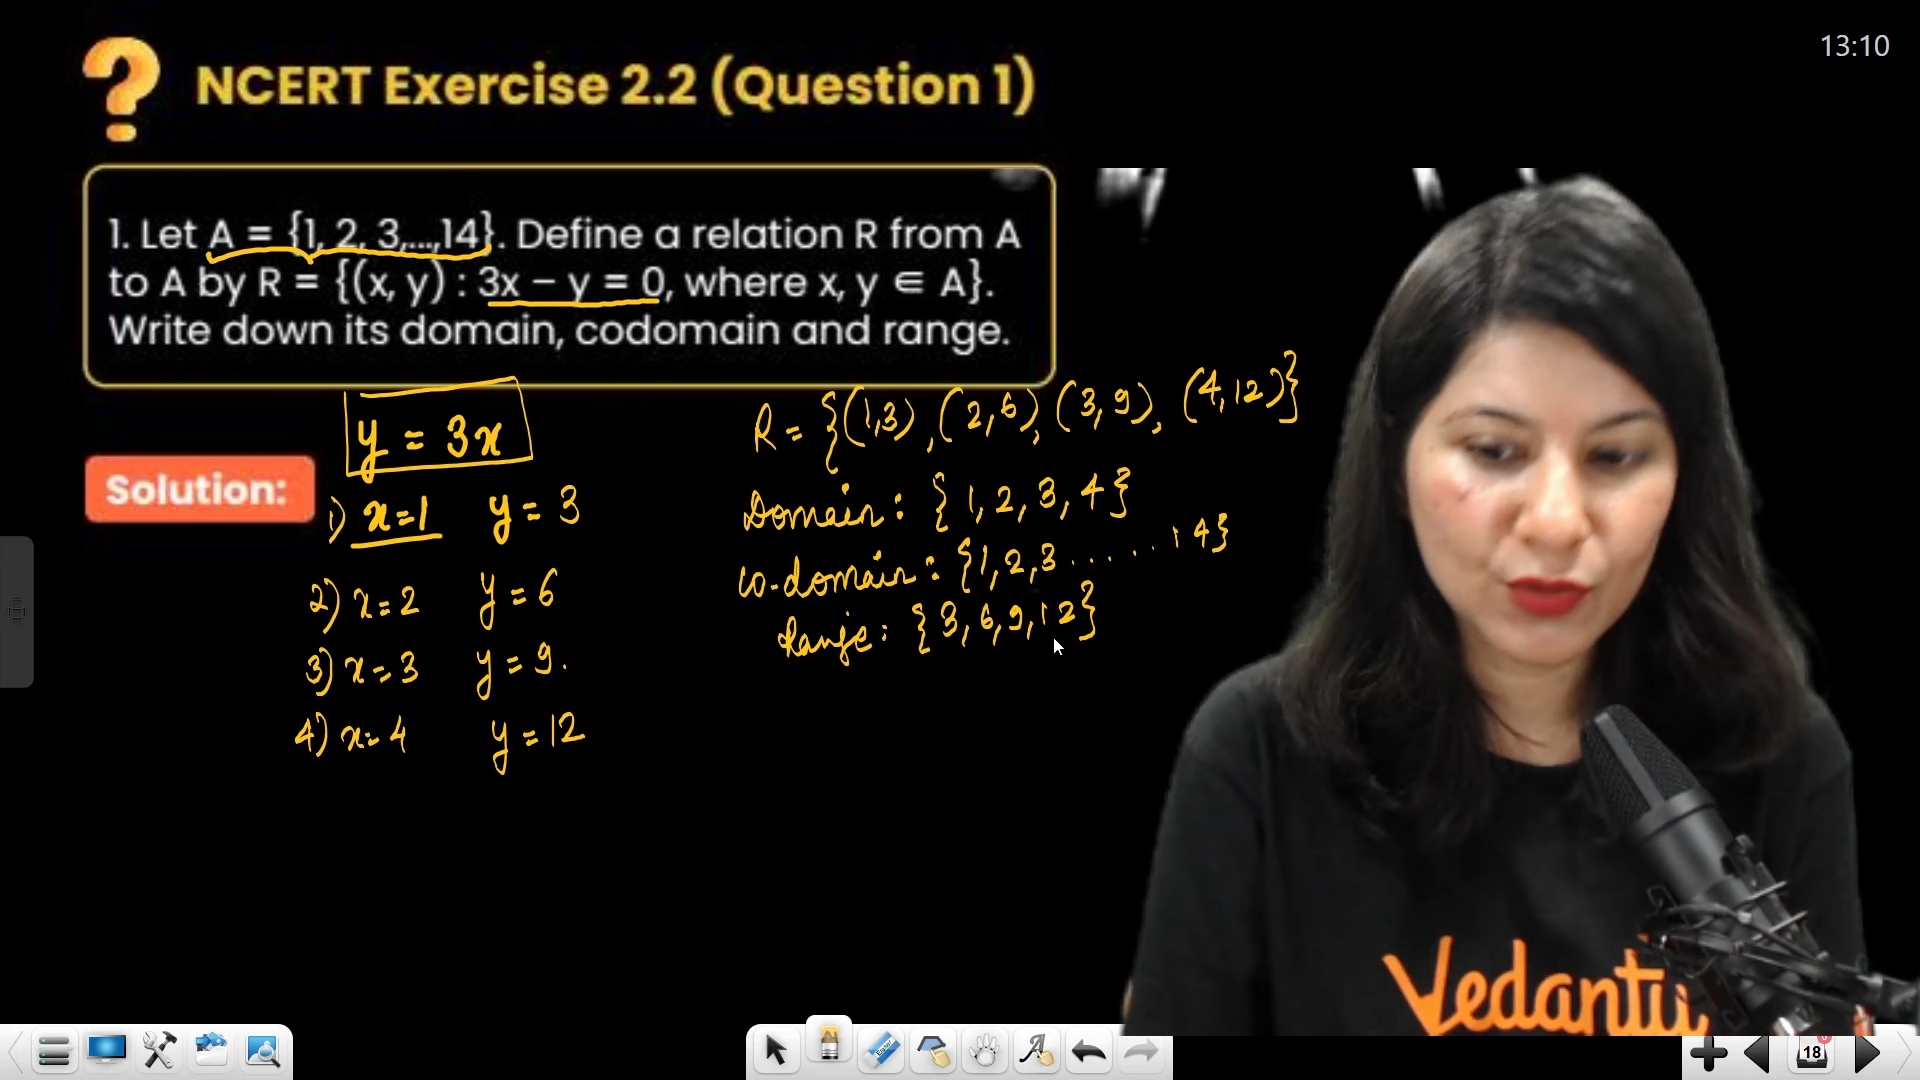 13:10
? NCERT Exercise 2.2 (Question 1)
1. Let A = {1, 2, 3,...,14}. Define a relation R from A
to A by R = {(x, y) : 3x – y = 0, where x, y ∈ A}.
Write down its domain, codomain and range.
Solution:
y = 3x
1) x=1 y = 3
2) x=2 y = 6
3) x=3 y = 9.
4) x=4 y = 12
R = {(1,3), (2,6), (3,9), (4,12)}
Domain: {1,2,3,4}
Co-domain: {1,2,3......14}
Range: {3,6,9,12}
Vedantu
Eraser
A
18